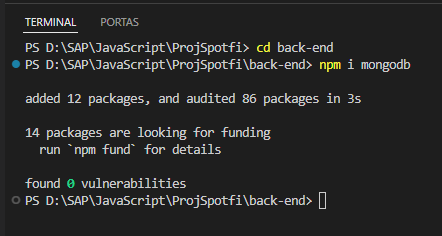 TERMINAL PORTAS
PS D:\SAP\JavaScript\ProjSpotfi> cd back-end
PS D:\SAP\JavaScript\ProjSpotfi\back-end> npm i mongodb
added 12 packages, and audited 86 packages in 3s
14 packages are looking for funding
run `npm fund` for details
found 0 vulnerabilities
PS D:\SAP\JavaScript\ProjSpotfi\back-end>